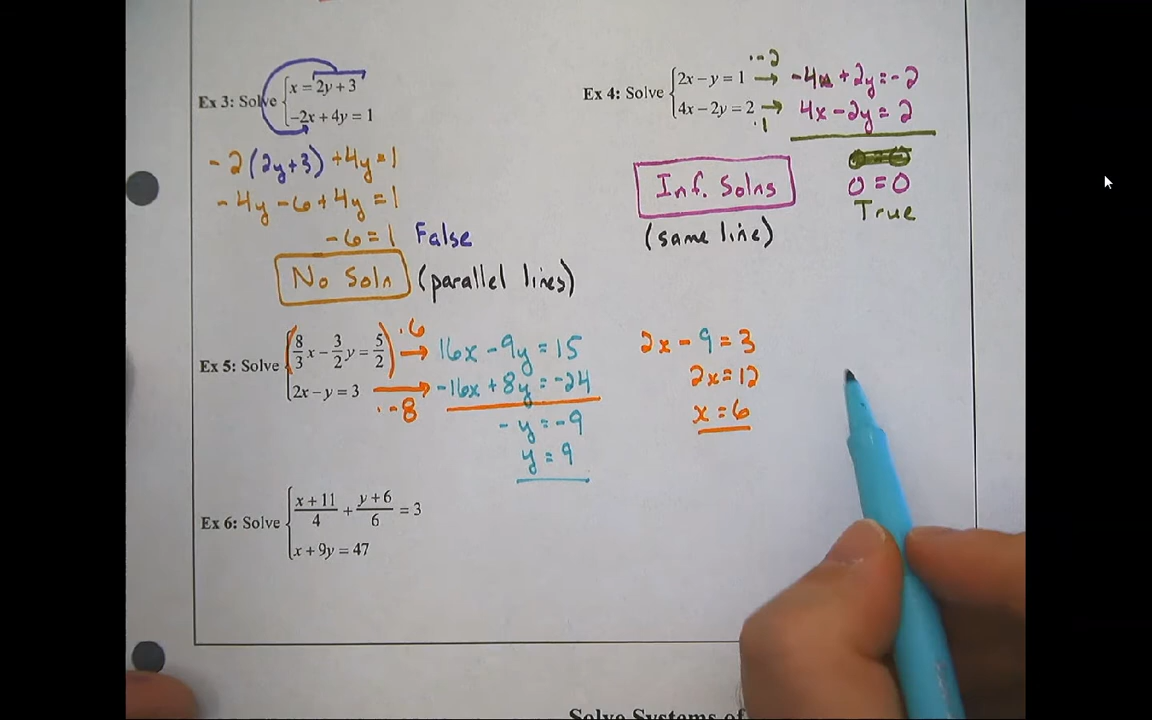 Ex 3: Solve { x = 2y + 3
-2x + 4y = 1
-2(2y+3) +4y=1
-4y -6+4y =1
-6=1 False
No Soln (parallel lines)
Ex 4: Solve { 2x − y = 1 → -4x +2y=-2
·-2
4x − 2y = 2 → 4x -2y= 2
·1
0=0
True
Inf. Solns
(same line)
Ex 5: Solve { (8/3 x − 3/2 y = 5/2) ·6 → 16x -9y = 15
2x − y = 3 → -16x + 8y = -24
·-8
-y = -9
y = 9
2x - 9 = 3
2x = 12
x = 6
Ex 6: Solve { (x + 11)/4 + (y + 6)/6 = 3
x + 9y = 47
Solve Systems of